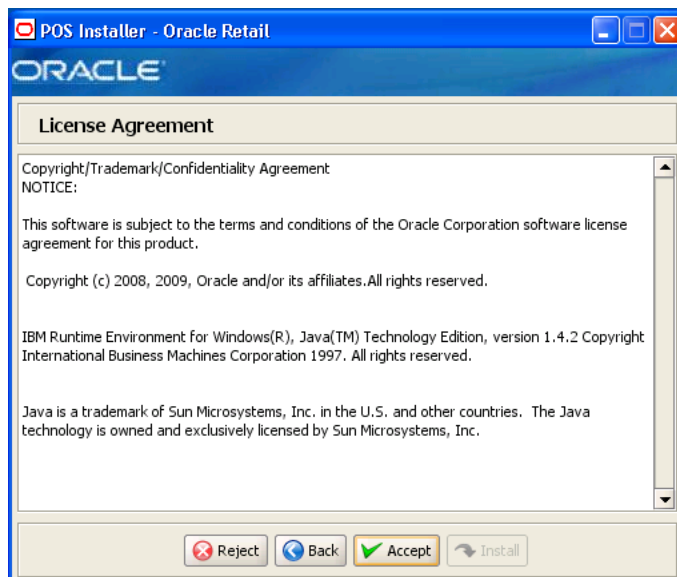 POS Installer - Oracle Retail
ORACLE
License Agreement
Copyright/Trademark/Confidentiality Agreement
NOTICE:
This software is subject to the terms and conditions of the Oracle Corporation software license
agreement for this product.
Copyright (c) 2008, 2009, Oracle and/or its affiliates.All rights reserved.
IBM Runtime Environment for Windows(R), Java(TM) Technology Edition, version 1.4.2 Copyright
International Business Machines Corporation 1997. All rights reserved.
Java is a trademark of Sun Microsystems, Inc. in the U.S. and other countries.  The Java
technology is owned and exclusively licensed by Sun Microsystems, Inc.
Reject Back Accept Install